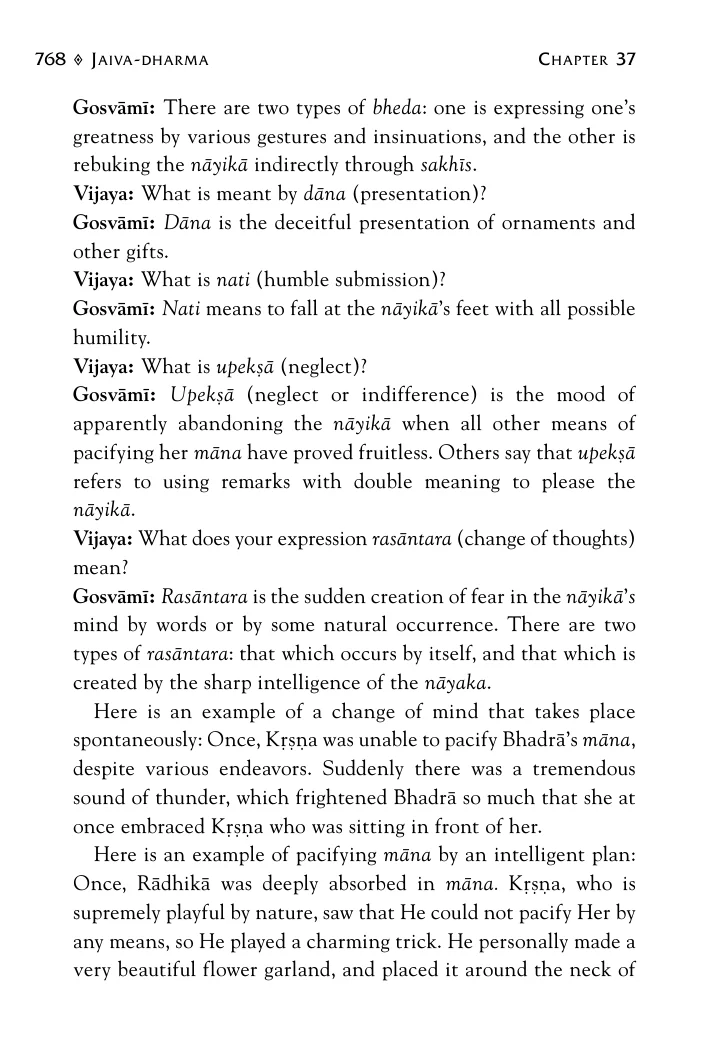 768 ◊ JAIVA-DHARMA CHAPTER 37
Gosvāmī: There are two types of bheda: one is expressing one's
greatness by various gestures and insinuations, and the other is
rebuking the nāyikā indirectly through sakhīs.
Vijaya: What is meant by dāna (presentation)?
Gosvāmī: Dāna is the deceitful presentation of ornaments and
other gifts.
Vijaya: What is nati (humble submission)?
Gosvāmī: Nati means to fall at the nāyikā's feet with all possible
humility.
Vijaya: What is upekṣā (neglect)?
Gosvāmī: Upekṣā (neglect or indifference) is the mood of
apparently abandoning the nāyikā when all other means of
pacifying her māna have proved fruitless. Others say that upekṣā
refers to using remarks with double meaning to please the
nāyikā.
Vijaya: What does your expression rasāntara (change of thoughts)
mean?
Gosvāmī: Rasāntara is the sudden creation of fear in the nāyikā's
mind by words or by some natural occurrence. There are two
types of rasāntara: that which occurs by itself, and that which is
created by the sharp intelligence of the nāyaka.
Here is an example of a change of mind that takes place
spontaneously: Once, Kṛṣṇa was unable to pacify Bhadrā's māna,
despite various endeavors. Suddenly there was a tremendous
sound of thunder, which frightened Bhadrā so much that she at
once embraced Kṛṣṇa who was sitting in front of her.
Here is an example of pacifying māna by an intelligent plan:
Once, Rādhikā was deeply absorbed in māna. Kṛṣṇa, who is
supremely playful by nature, saw that He could not pacify Her by
any means, so He played a charming trick. He personally made a
very beautiful flower garland, and placed it around the neck of